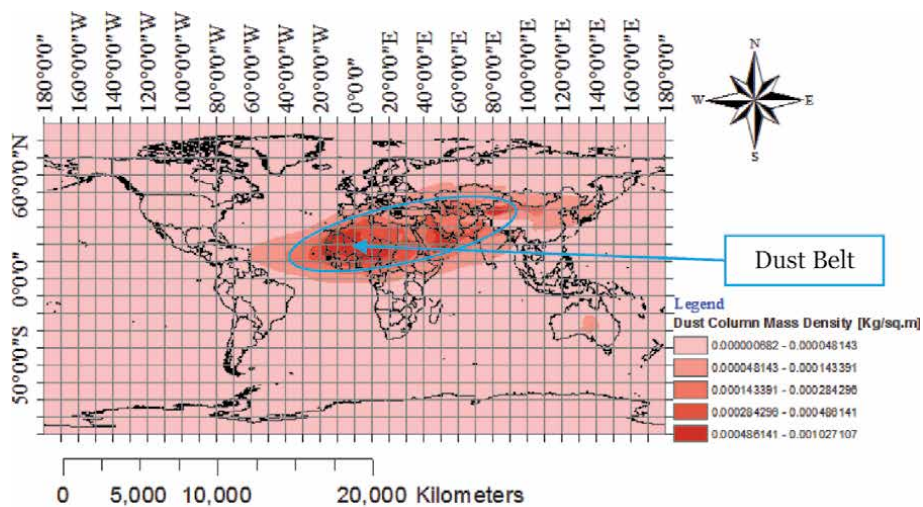 180°0'0"W
160°0'0"W
140°0'0"W
120°0'0"W
100°0'0"W
80°0'0"W
60°0'0"W
40°0'0"W
20°0'0"W
0°0'0"
20°0'0"E
40°0'0"E
60°0'0"E
80°0'0"E
100°0'0"E
120°0'0"E
140°0'0"E
160°0'0"E
180°0'0"
N
W
E
S
60°0'0"N
0°0'0"
50°0'0"S
Dust Belt
Legend
Dust Column Mass Density [Kg/sq.m]
0.000000682 - 0.000048143
0.00048143 - 0.000143391
0.000143391 - 0.000284296
0.000284296 - 0.000486141
0.000486141 - 0.001027107
0 5,000 10,000 20,000 Kilometers